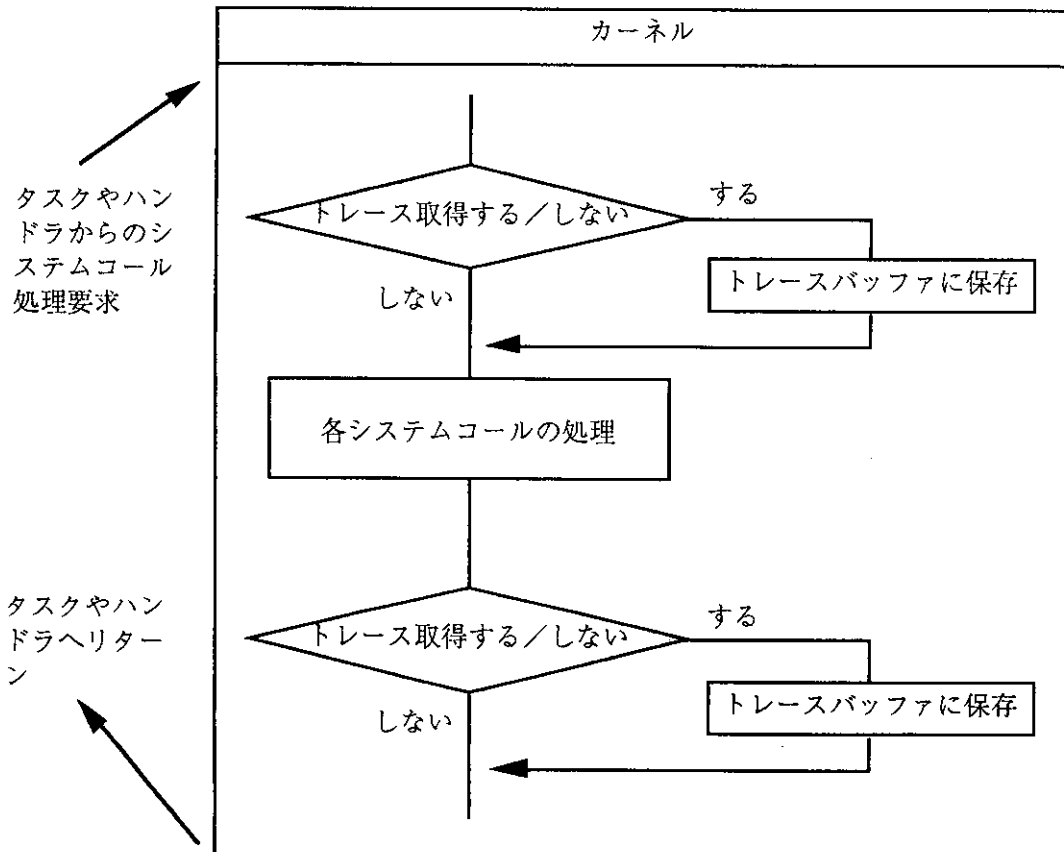 カーネル
タスクやハン
ドラからのシ
ステムコール
処理要求
トレース取得する／しない
する
トレースバッファに保存
しない
各システムコールの処理
タスクやハン
ドラへリター
ン
トレース取得する／しない
する
トレースバッファに保存
しない